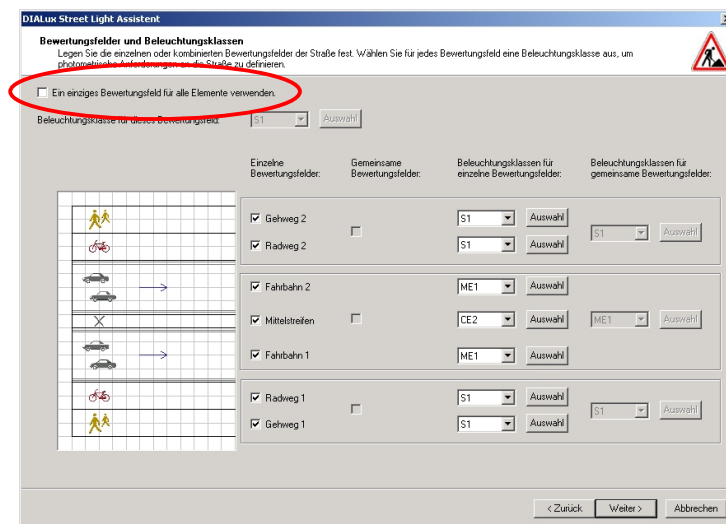 DIALux Street Light Assistent
Bewertungsfelder und Beleuchtungsklassen
Legen Sie die einzelnen oder kombinierten Bewertungsfelder der Straße fest. Wählen Sie für jedes Bewertungsfeld eine Beleuchtungsklasse aus, um
photometrische Anforderungen an die Straße zu definieren.
Ein einziges Bewertungsfeld für alle Elemente verwenden.
Beleuchtungsklasse für dieses Bewertungsfeld: S1 Auswahl
Einzelne Bewertungsfelder:
Gemeinsame Bewertungsfelder:
Beleuchtungsklassen für einzelne Bewertungsfelder:
Beleuchtungsklassen für gemeinsame Bewertungsfelder:
Gehweg 2 S1 Auswahl
S1 Auswahl
Radweg 2 S1 Auswahl
Fahrbahn 2 ME1 Auswahl
Mittelstreifen CE2 Auswahl ME1 Auswahl
Fahrbahn 1 ME1 Auswahl
Radweg 1 S1 Auswahl
S1 Auswahl
Gehweg 1 S1 Auswahl
< Zurück Weiter > Abbrechen